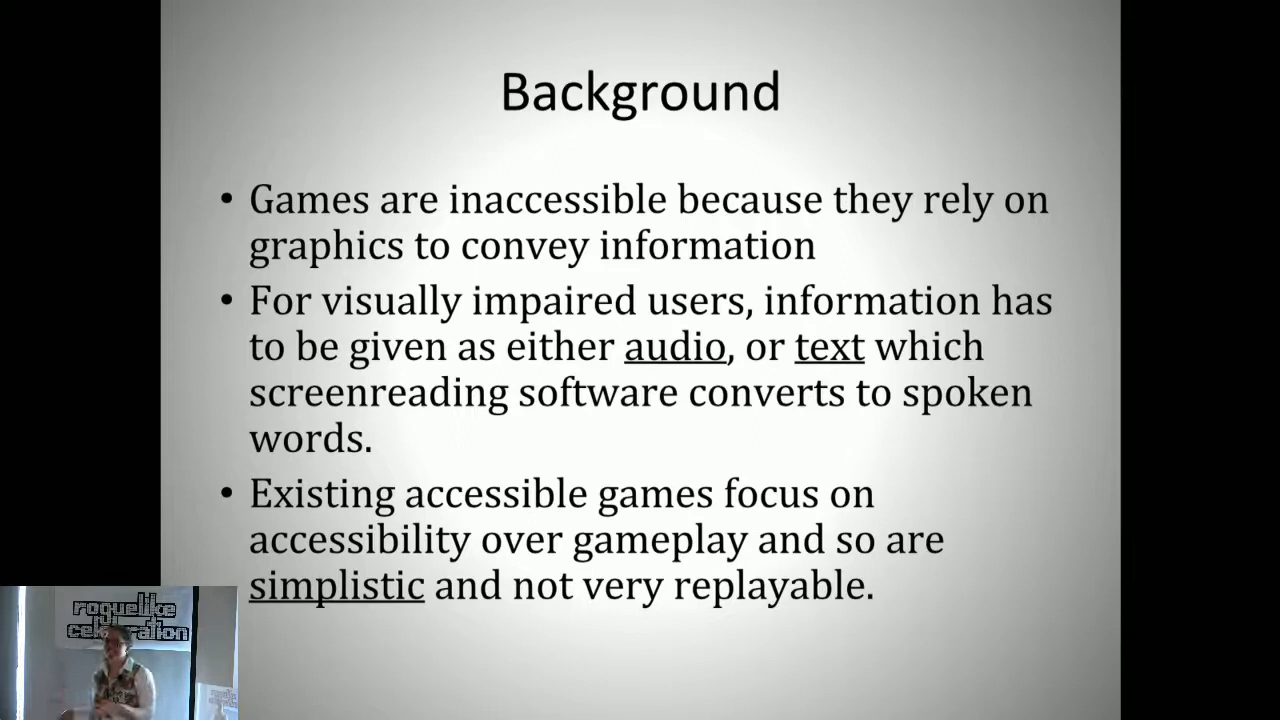 Background
• Games are inaccessible because they rely on
graphics to convey information
• For visually impaired users, information has
to be given as either audio, or text which
screenreading software converts to spoken
words.
• Existing accessible games focus on
accessibility over gameplay and so are
simplistic and not very replayable.
roguelike
celebration